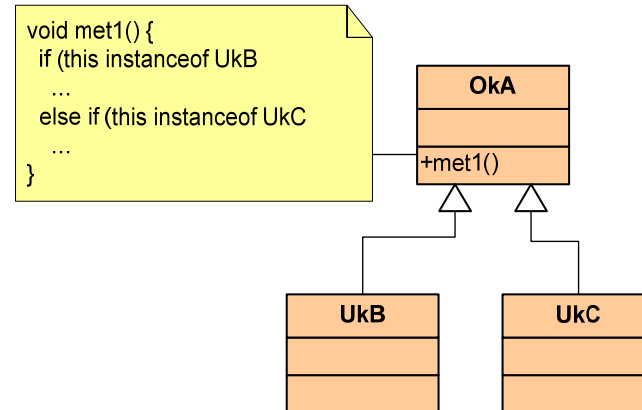 void met1() {
if (this instanceof UkB
...
else if (this instanceof UkC
...
}
OkA
+met1()
UkB
UkC